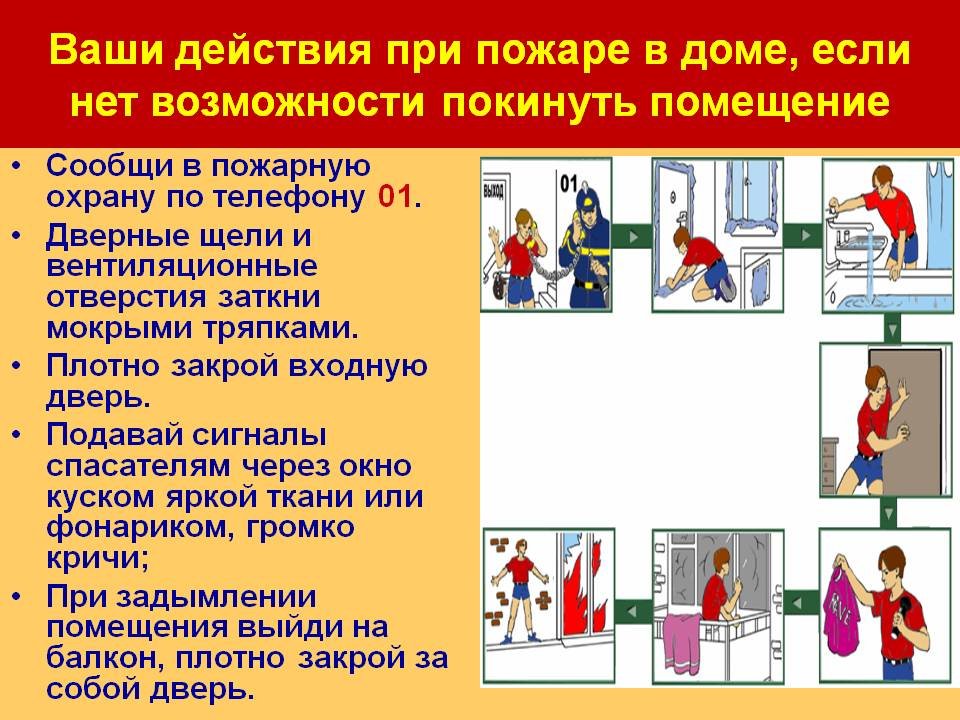 Ваши действия при пожаре в доме, если
нет возможности покинуть помещение
• Сообщи в пожарную
охрану по телефону 01.
• Дверные щели и
вентиляционные
отверстия заткни
мокрыми тряпками.
• Плотно закрой входную
дверь.
• Подавай сигналы
спасателям через окно
куском яркой ткани или
фонариком, громко
кричи;
• При задымлении
помещения выйди на
балкон, плотно закрой за
собой дверь.
ВЫХОД
01